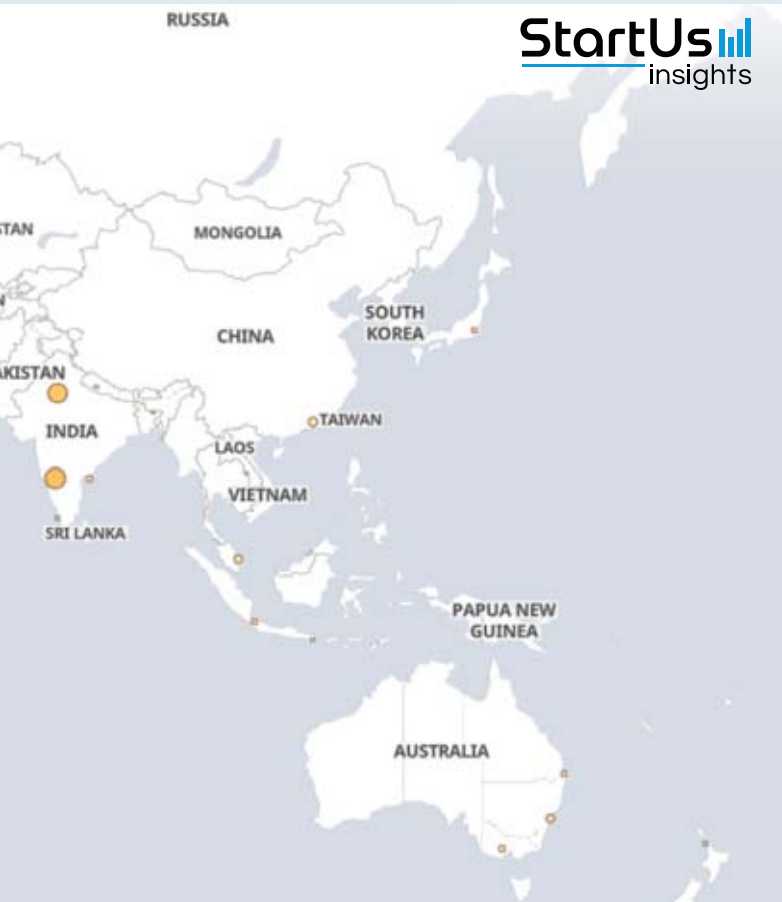 RUSSIA
StartUs
insights
STAN
MONGOLIA
N
SOUTH
KOREA
CHINA
AKISTAN
TAIWAN
INDIA
LAOS
VIETNAM
SRI LANKA
PAPUA NEW
GUINEA
AUSTRALIA